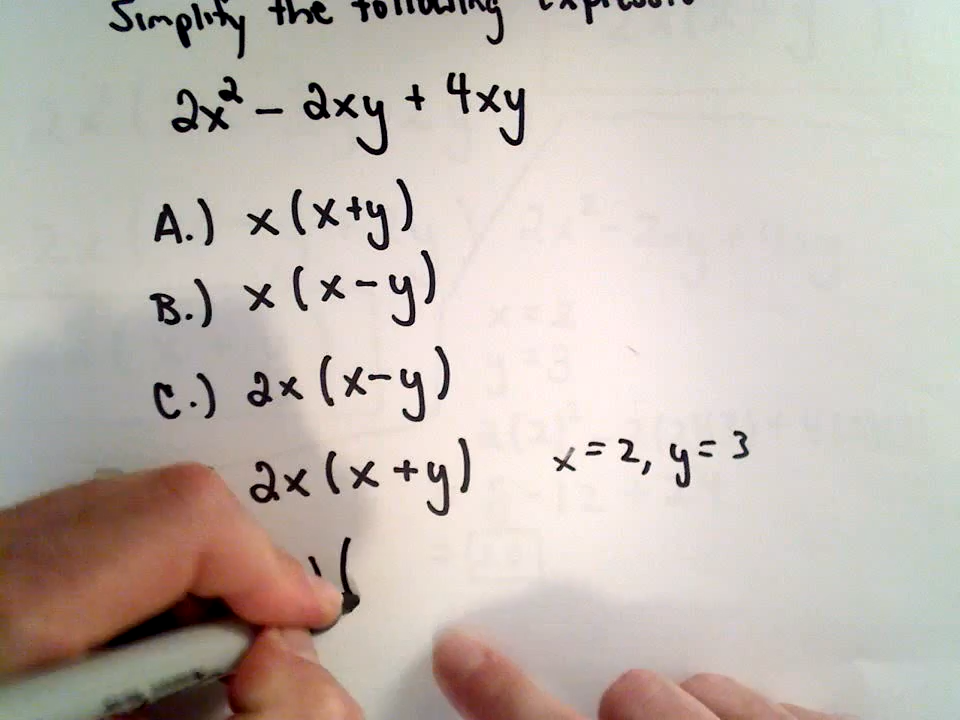 Simplify the following
2x² - 2xy + 4xy
A.) x(x+y)
B.) x(x-y)
C.) 2x(x-y)
2x(x+y) x=2, y=3